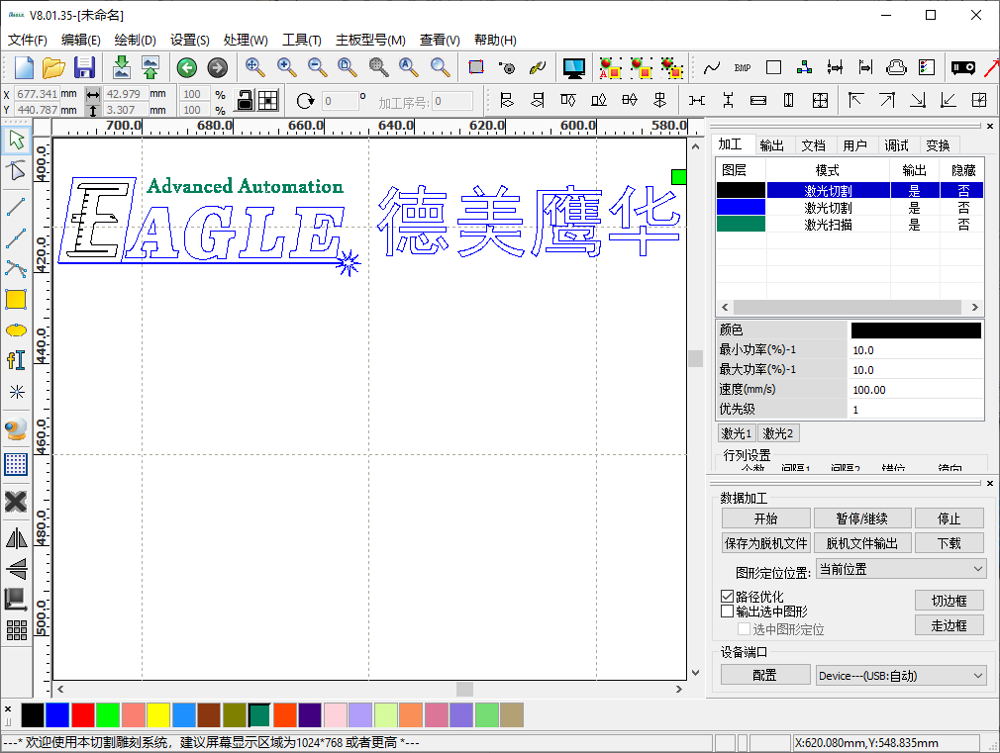 V8.01.35-[未命名]
文件(F) 编辑(E) 绘制(D) 设置(S) 处理(W) 工具(T) 主板型号(M) 查看(V) 帮助(H)
BMP
X 677.341 mm 42.979 mm 100 %
Y 440.787 mm 3.307 mm 100 %
0 ° 加工序号: 0
700.0 680.0 660.0 640.0 620.0 600.0 580.0
400.0
420.0
440.0
460.0
480.0
500.0
Advanced Automation
EAGLE 德美鹰华
加工 输出 文档 用户 调试 变换
图层 模式 输出 隐藏
激光切割 是 否
激光切割 是 否
激光扫描 是 否
颜色
最小功率(%)-1 10.0
最大功率(%)-1 10.0
速度(mm/s) 100.00
优先级 1
激光1 激光2
行列设置
个数 间隔1 间隔2 错位 镜向
数据加工
开始 暂停/继续 停止
保存为脱机文件 脱机文件输出 下载
图形定位位置: 当前位置
路径优化
输出选中图形
选中图形定位
切边框
走边框
设备端口
配置 Device---(USB:自动)
---* 欢迎使用本切割雕刻系统，建议屏幕显示区域为1024*768 或者更高 *---
X:620.080mm,Y:548.835mm